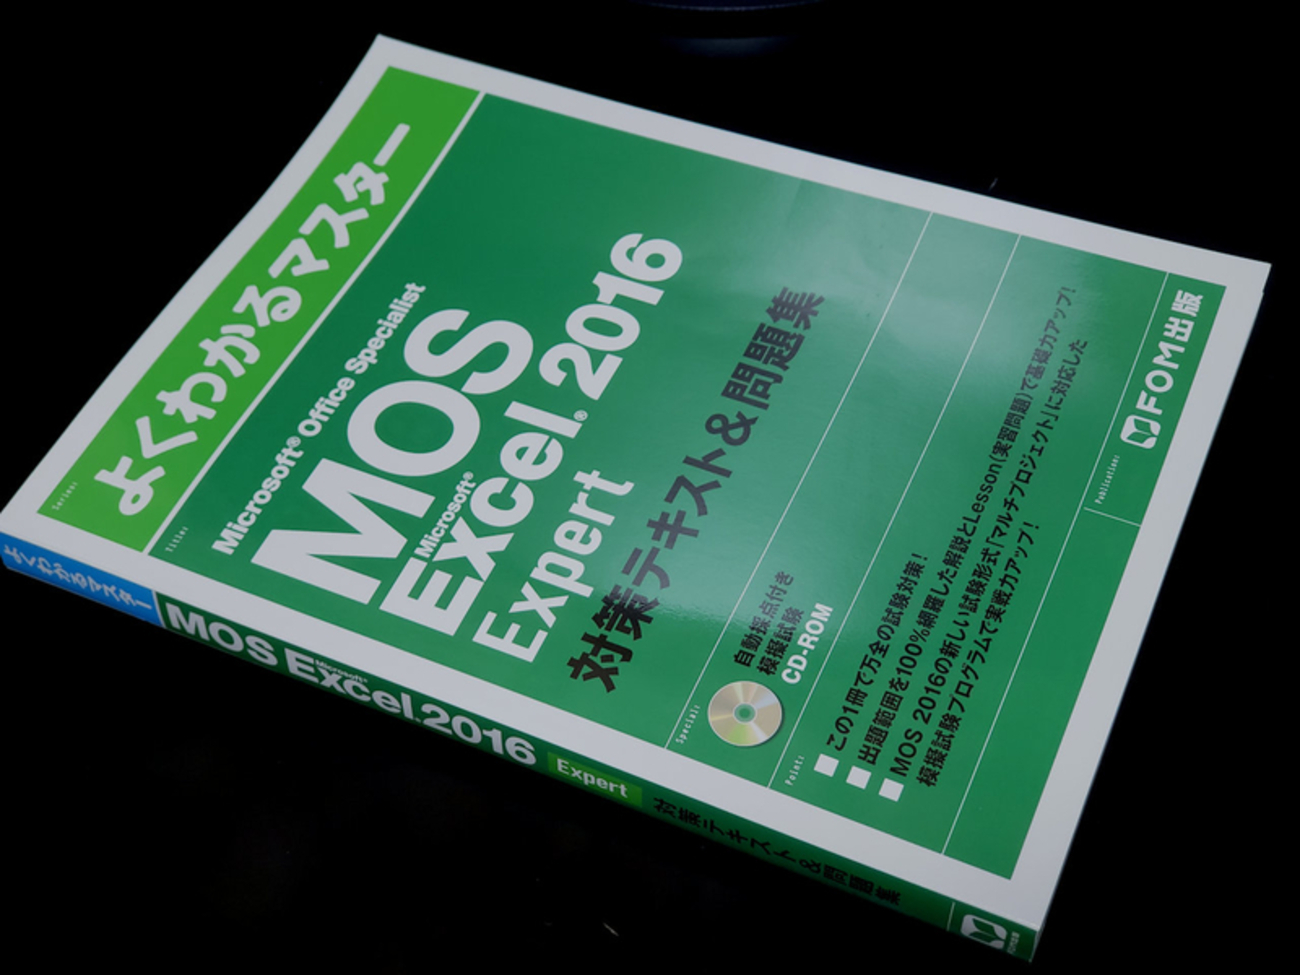 Series:
よくわかるマスター
Title:
Microsoft® Office Specialist
MOS
Microsoft®
Excel® 2016
Expert
対策テキスト&問題集
Special:
自動採点付き
模擬試験
CD-ROM
Point:
■ この1冊で万全の試験対策!
■ 出題範囲を100%網羅した解説とLesson(実習問題)で基礎力アップ!
■ MOS 2016の新しい試験形式「マルチプロジェクト」に対応した
模擬試験プログラムで実戦力アップ!
Publication:
FOM出版
よくわかるマスター
MOS Microsoft® Excel® 2016 Expert 対策テキスト&問題集
FOM出版